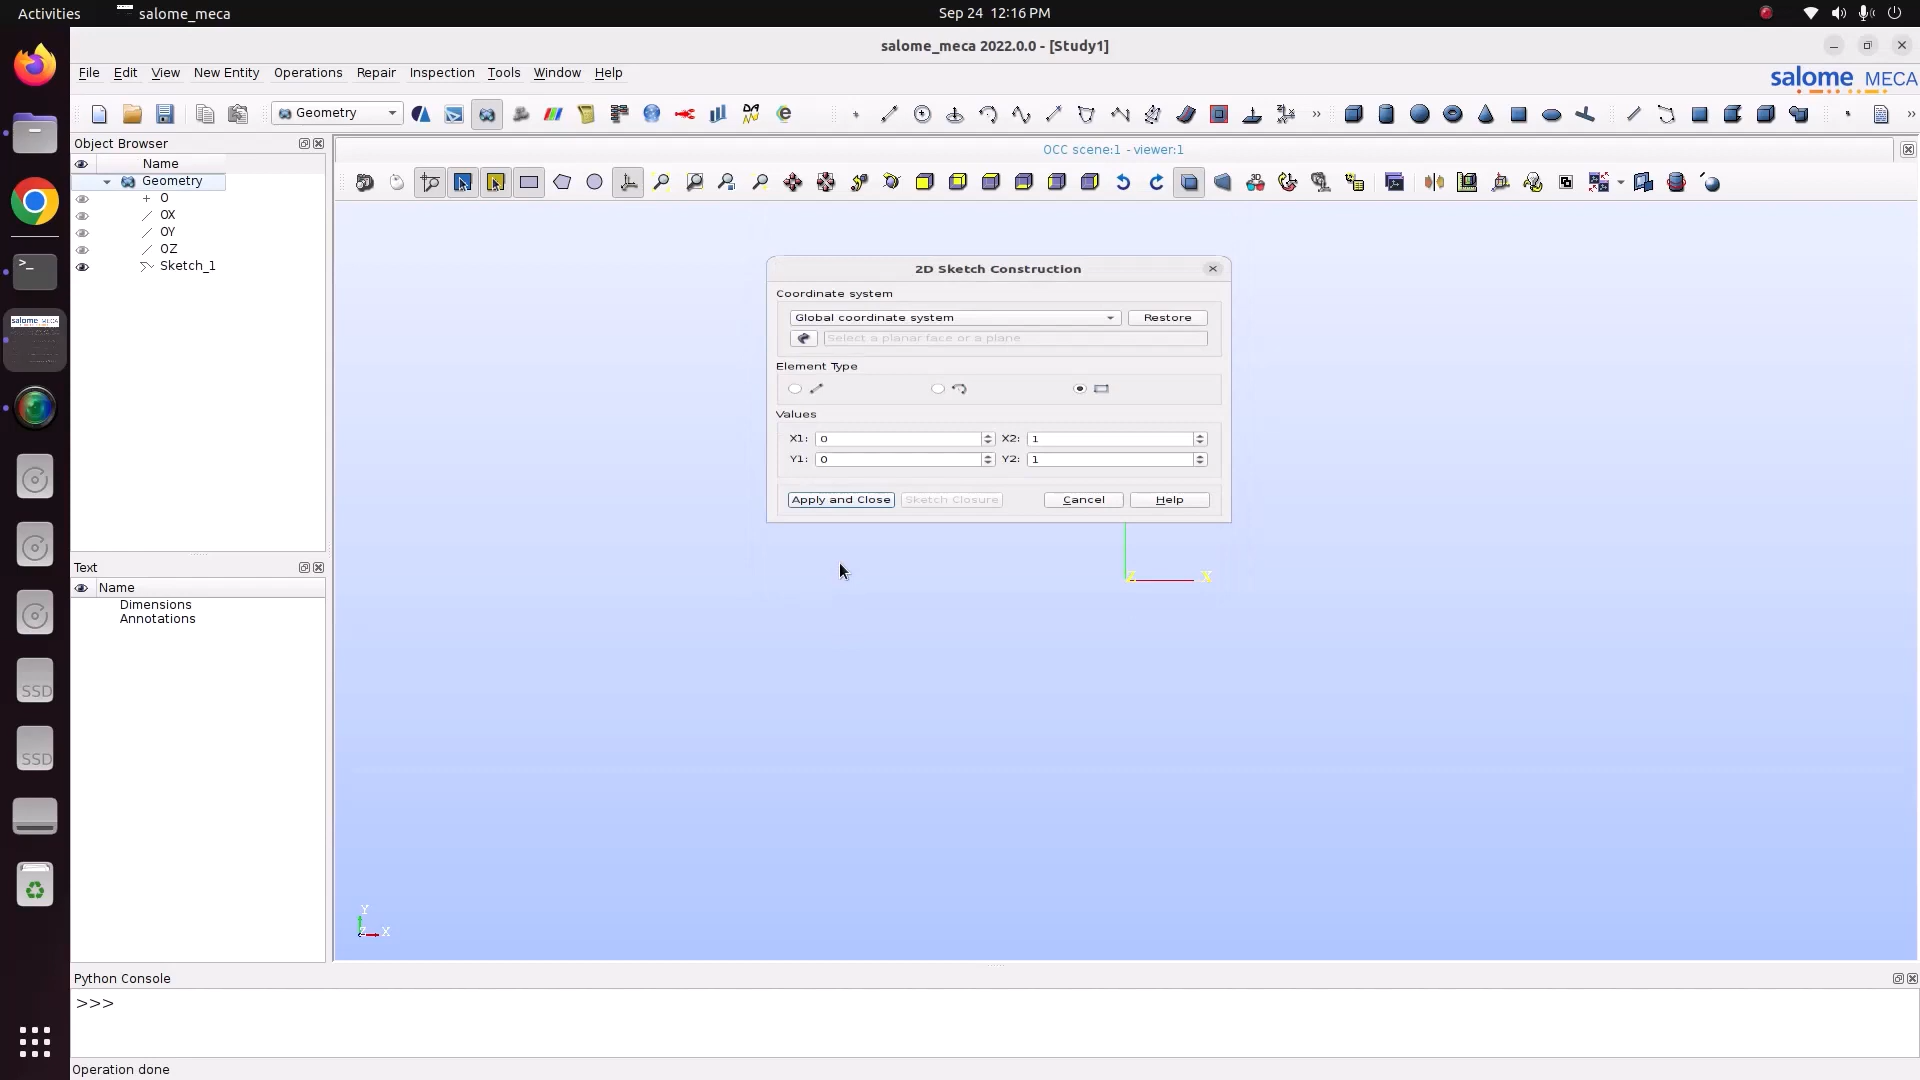 Activities
salome_meca
Sep 24 12:16 PM
salome_meca 2022.0.0 - [Study1]
File Edit View New Entity Operations Repair Inspection Tools Window Help
salome MECA
Geometry
Object Browser
OCC scene:1 - viewer:1
Name
Geometry
O
OX
OY
OZ
Sketch_1
2D Sketch Construction
Coordinate system
Global coordinate system
Restore
Select a planar face or a plane
Element Type
Values
X1: 0 X2: 1
Y1: 0 Y2: 1
Apply and Close Sketch Closure Cancel Help
Z X
Text
Name
Dimensions
Annotations
SSD
SSD
Y
Z X
Python Console
>>>
Operation done